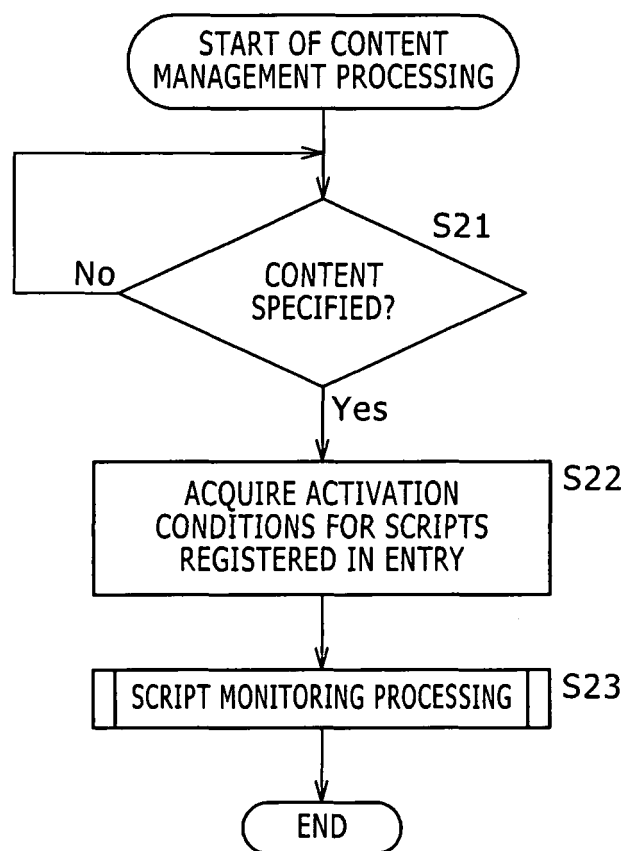 START OF CONTENT
MANAGEMENT PROCESSING
S21
No
CONTENT
SPECIFIED?
Yes
S22
ACQUIRE ACTIVATION
CONDITIONS FOR SCRIPTS
REGISTERED IN ENTRY
SCRIPT MONITORING PROCESSING
S23
END